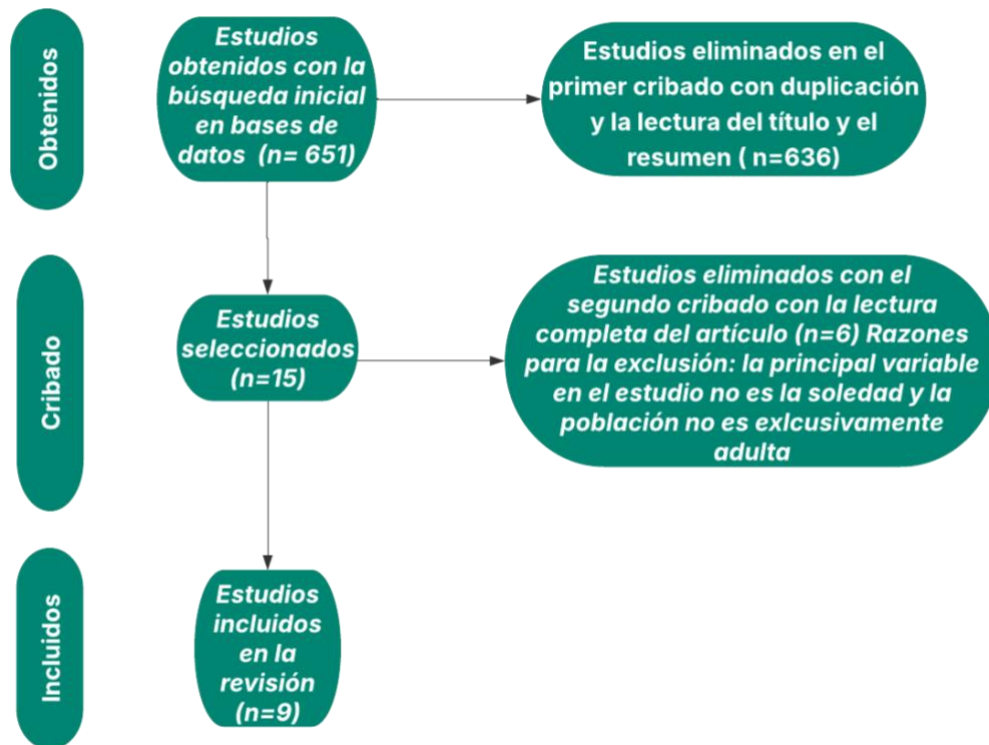 Obtenidos
Estudios
obtenidos con la
búsqueda inicial
en bases de
datos (n= 651)
Estudios eliminados en el
primer cribado con duplicación
y la lectura del título y el
resumen ( n=636)
Cribado
Estudios
seleccionados
(n=15)
Estudios eliminados con el
segundo cribado con la lectura
completa del artículo (n=6) Razones
para la exclusión: la principal variable
en el estudio no es la soledad y la
población no es exlcusivamente
adulta
Incluidos
Estudios
incluidos
en la
revisión
(n=9)